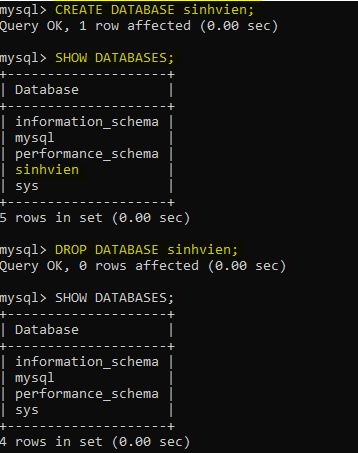 mysql> CREATE DATABASE sinhvien;
Query OK, 1 row affected (0.00 sec)
mysql> SHOW DATABASES;
+--------------------+
| Database           |
+--------------------+
| information_schema |
| mysql              |
| performance_schema |
| sinhvien           |
| sys                |
+--------------------+
5 rows in set (0.00 sec)
mysql> DROP DATABASE sinhvien;
Query OK, 0 rows affected (0.00 sec)
mysql> SHOW DATABASES;
+--------------------+
| Database           |
+--------------------+
| information_schema |
| mysql              |
| performance_schema |
| sys                |
+--------------------+
4 rows in set (0.00 sec)